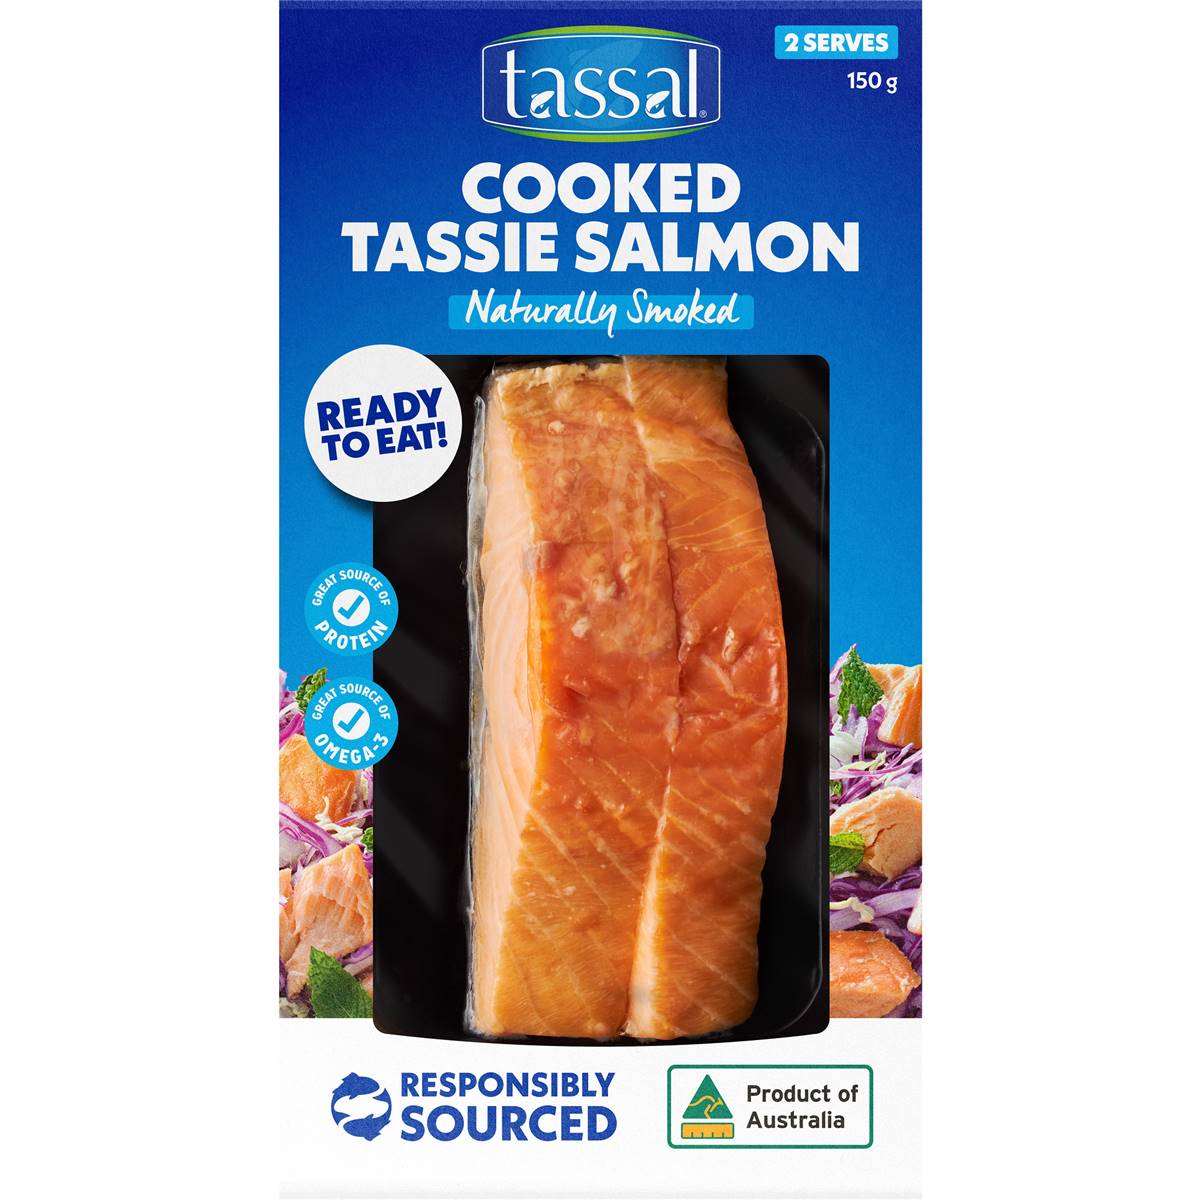 2 SERVES
150 g
tassal®
COOKED
TASSIE SALMON
Naturally Smoked
READY
TO EAT!
GREAT SOURCE OF
PROTEIN
GREAT SOURCE OF
OMEGA-3
RESPONSIBLY
SOURCED
Product of
Australia